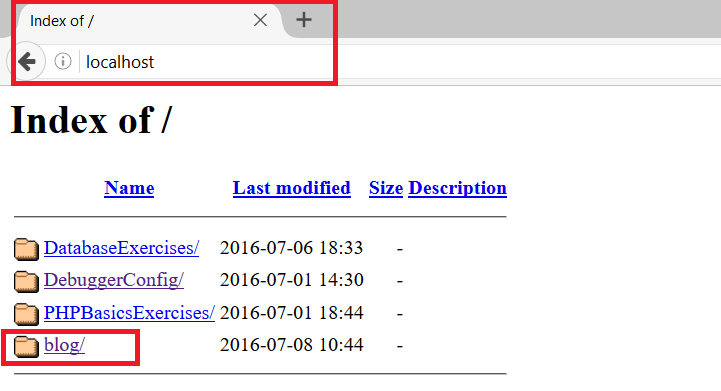 Index of /
localhost
Index of /
Name Last modified Size Description
DatabaseExercises/ 2016-07-06 18:33 -
DebuggerConfig/ 2016-07-01 14:30 -
PHPBasicsExercises/ 2016-07-01 18:44 -
blog/ 2016-07-08 10:44 -